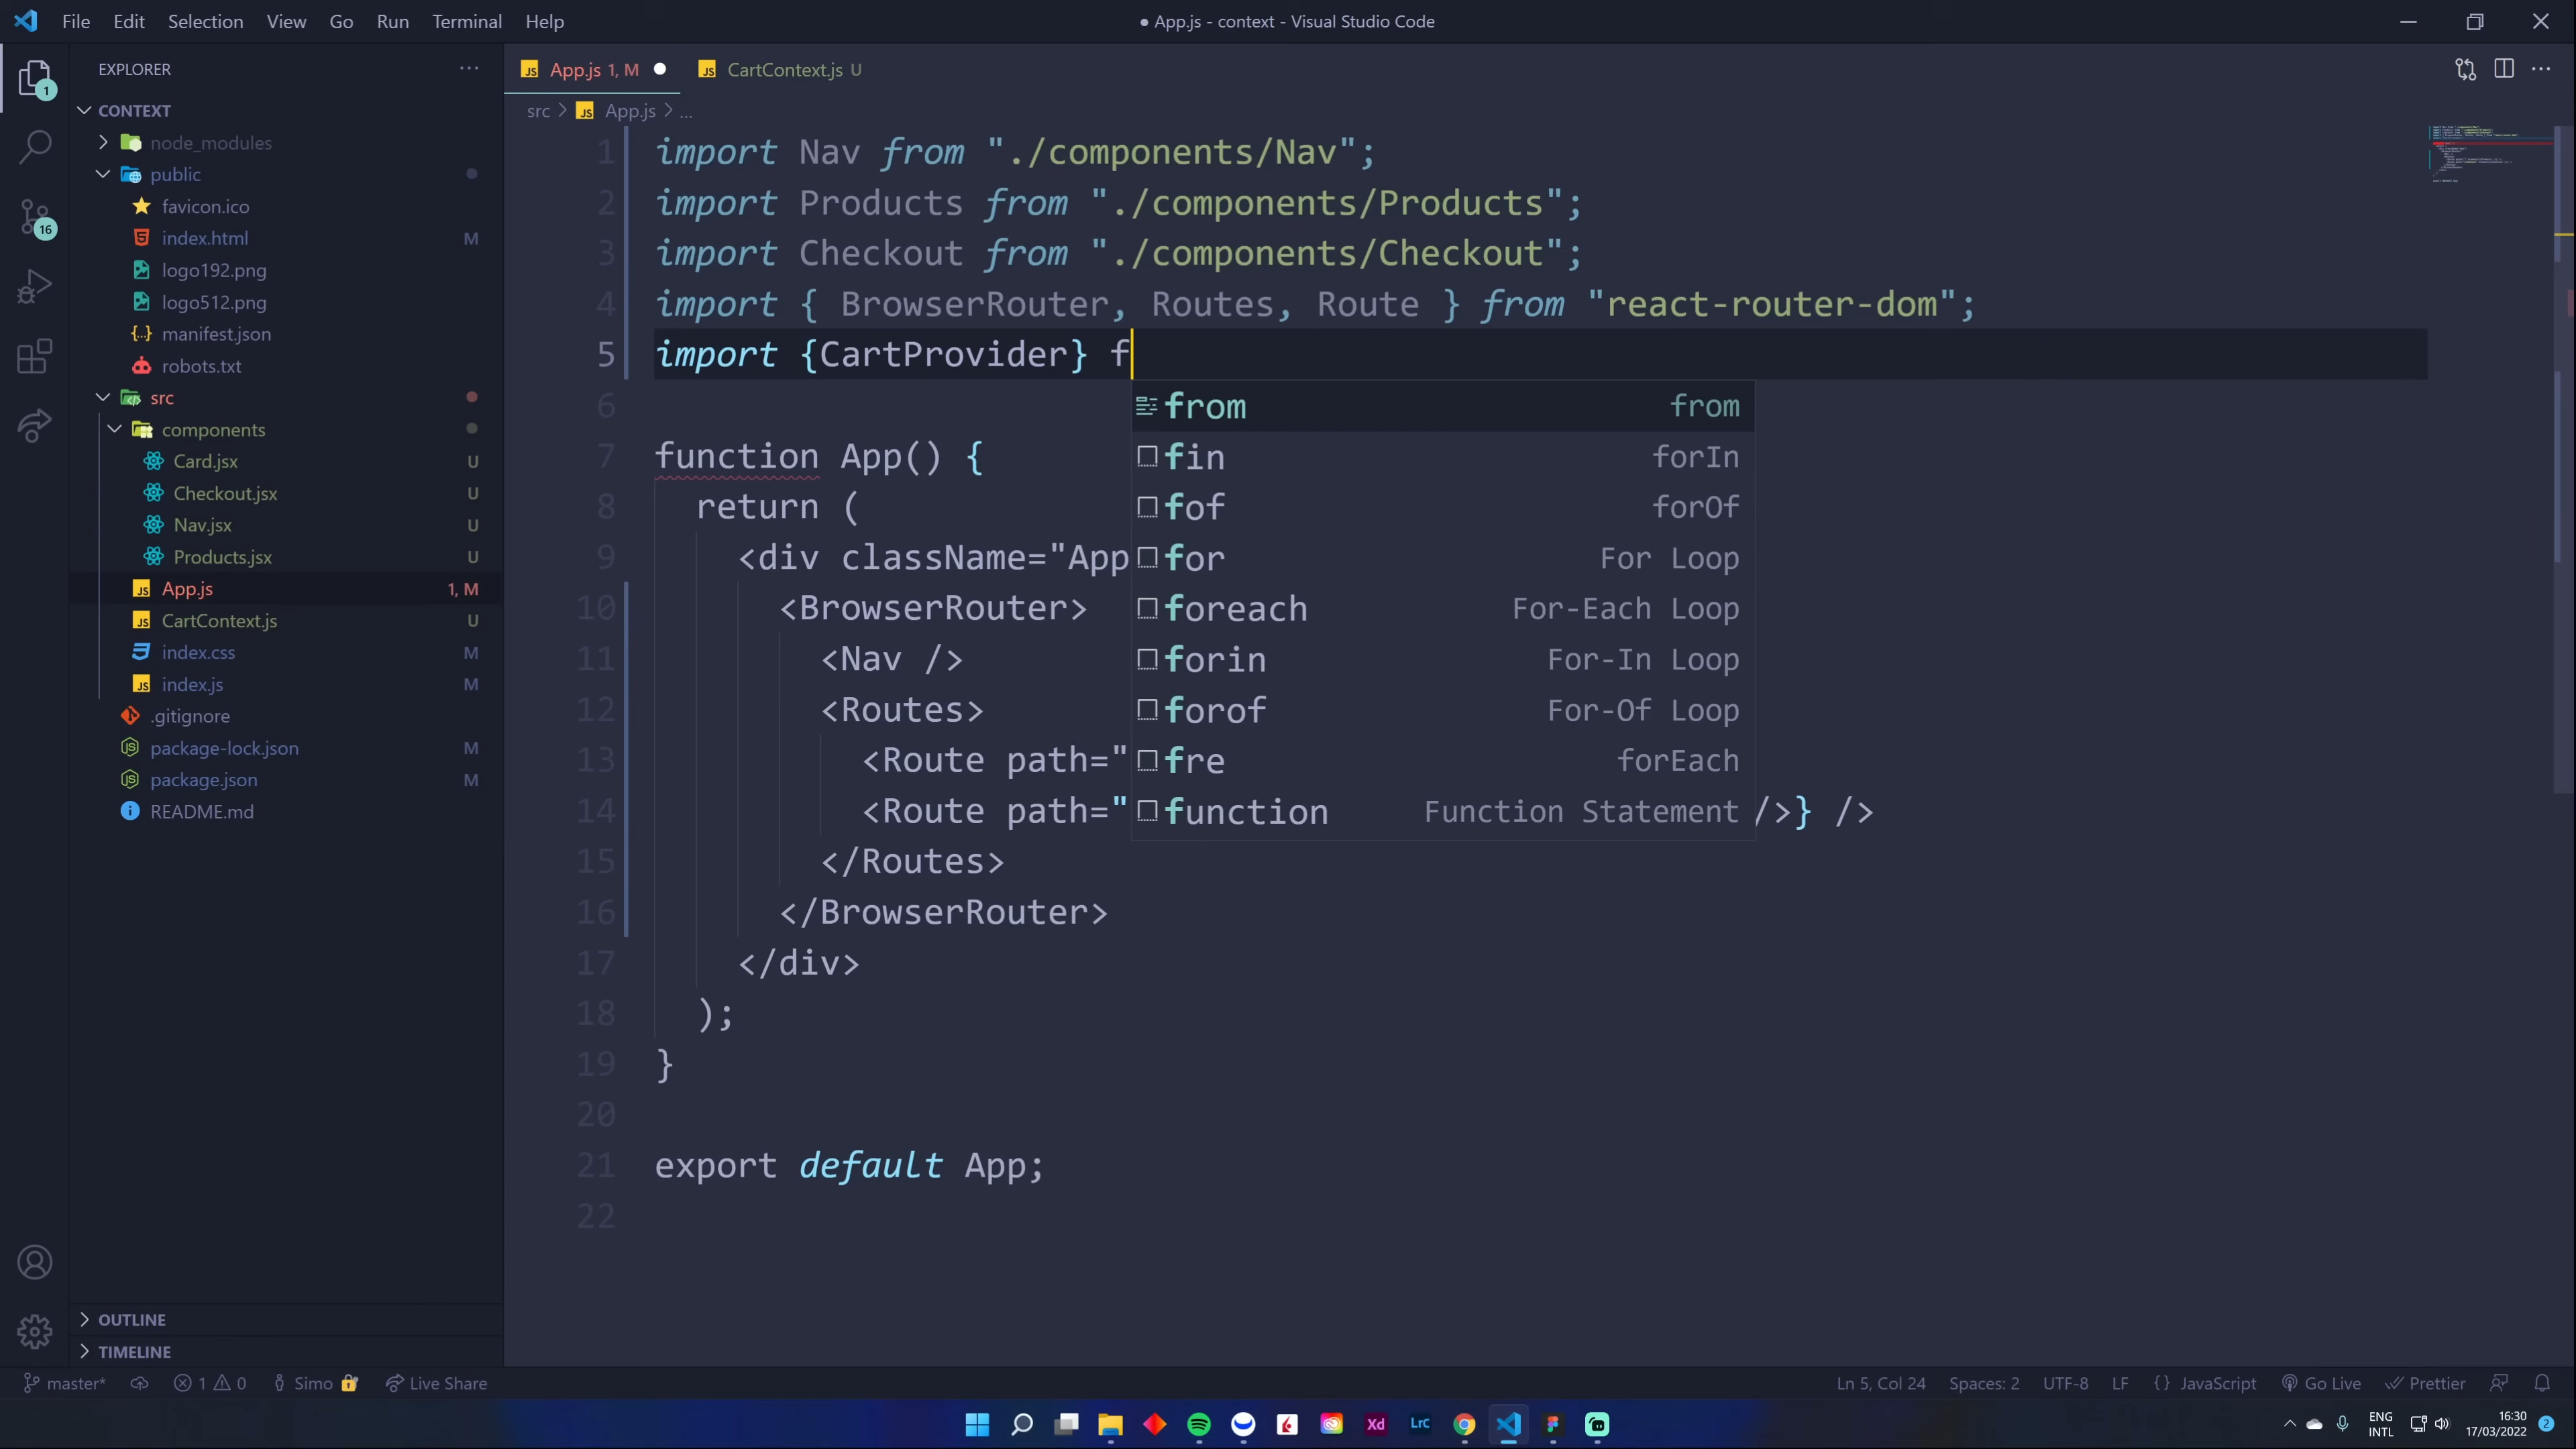 File Edit Selection View Go Run Terminal Help
● App.js - context - Visual Studio Code
EXPLORER
1
16
CONTEXT
node_modules
public
favicon.ico
index.html M
logo192.png
logo512.png
manifest.json
robots.txt
src
components
Card.jsx U
Checkout.jsx U
Nav.jsx U
Products.jsx U
App.js 1, M
CartContext.js U
index.css M
index.js M
.gitignore
package-lock.json M
package.json M
README.md
OUTLINE
TIMELINE
JS App.js 1, M
JS CartContext.js U
src > JS App.js > ...
1 import Nav from "./components/Nav";
2 import Products from "./components/Products";
3 import Checkout from "./components/Checkout";
4 import { BrowserRouter, Routes, Route } from "react-router-dom";
5 import {CartProvider} f
6
7 function App() {
8 return (
9 <div className="App
10 <BrowserRouter>
11 <Nav />
12 <Routes>
13 <Route path="
14 <Route path=" />} />
15 </Routes>
16 </BrowserRouter>
17 </div>
18 );
19 }
20
21 export default App;
22
from from
fin forIn
fof forOf
for For Loop
foreach For-Each Loop
forin For-In Loop
forof For-Of Loop
fre forEach
function Function Statement
master* 1 0 Simo Live Share
Ln 5, Col 24 Spaces: 2 UTF-8 LF {} JavaScript Go Live Prettier
Xd LrC
ENG
INTL
16:30
17/03/2022
2